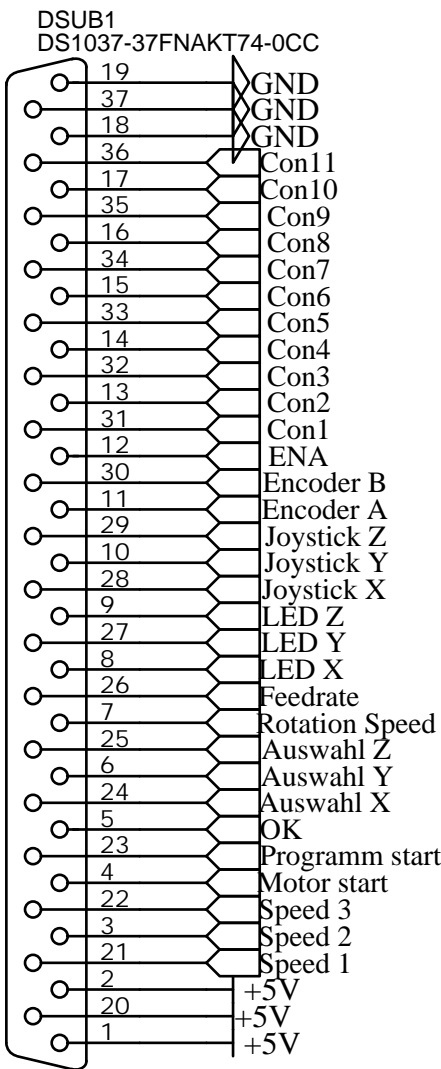 DSUB1
DS1037-37FNAKT74-0CC
19 GND
37 GND
18 GND
36 Con11
17 Con10
35 Con9
16 Con8
34 Con7
15 Con6
33 Con5
14 Con4
32 Con3
13 Con2
31 Con1
12 ENA
30 Encoder B
11 Encoder A
29 Joystick Z
10 Joystick Y
28 Joystick X
9 LED Z
27 LED Y
8 LED X
26 Feedrate
7 Rotation Speed
25 Auswahl Z
6 Auswahl Y
24 Auswahl X
5 OK
23 Programm start
4 Motor start
22 Speed 3
3 Speed 2
21 Speed 1
2 +5V
20 +5V
1 +5V